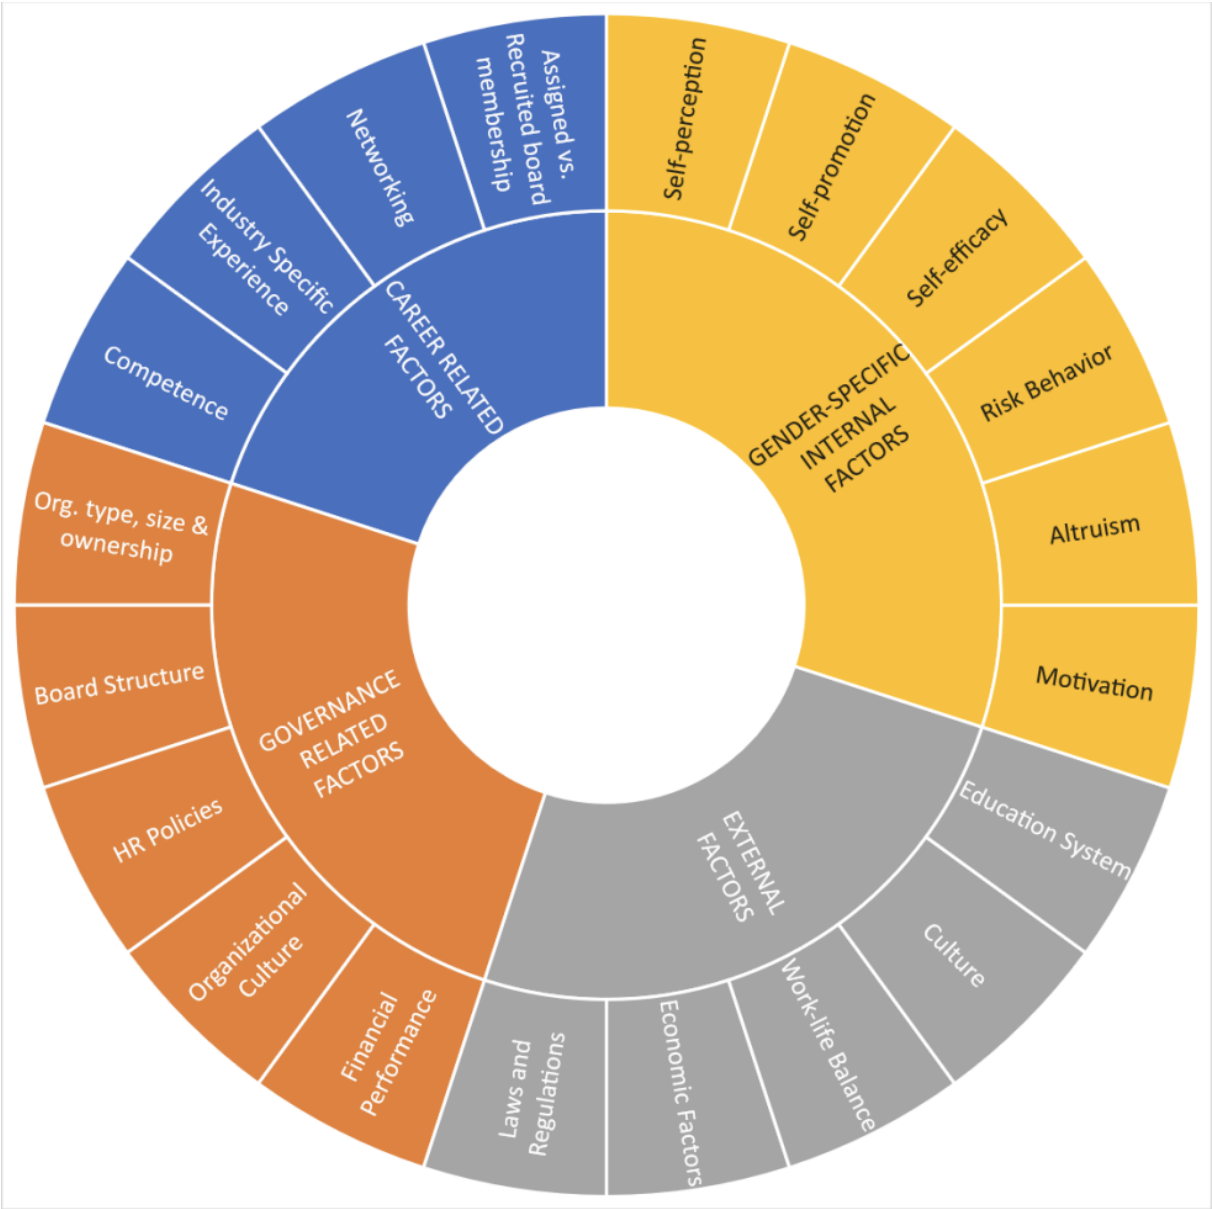 Self-perception
Self-promotion
Self-efficacy
Risk Behavior
Altruism
Motivation
GENDER-SPECIFIC
INTERNAL
FACTORS
Education System
Culture
Work-life Balance
Economic Factors
Laws and
Regulations
EXTERNAL
FACTORS
Financial
Performance
Organizational
Culture
HR Policies
Board Structure
Org. type, size &
ownership
GOVERNANCE
RELATED
FACTORS
Competence
Industry Specific
Experience
Networking
Assigned vs.
Recruited board
membership
CAREER RELATED
FACTORS